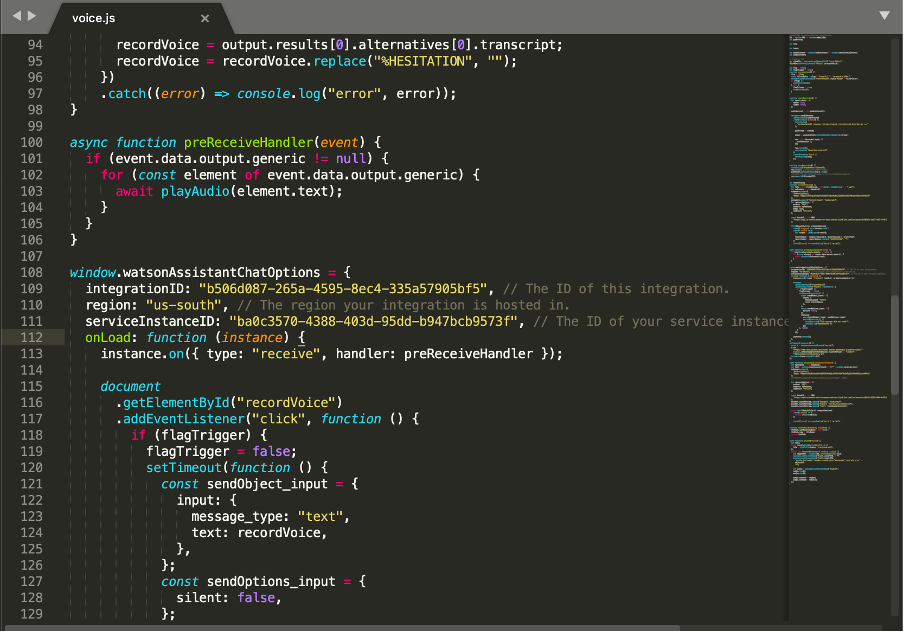 voice.js ×
94 recordVoice = output.results[0].alternatives[0].transcript;
95 recordVoice = recordVoice.replace("%HESITATION", "");
96 })
97 .catch((error) => console.log("error", error));
98 }
99
100 async function preReceiveHandler(event) {
101 if (event.data.output.generic != null) {
102 for (const element of event.data.output.generic) {
103 await playAudio(element.text);
104 }
105 }
106 }
107
108 window.watsonAssistantChatOptions = {
109 integrationID: "b506d087-265a-4595-8ec4-335a57905bf5", // The ID of this integration.
110 region: "us-south", // The region your integration is hosted in.
111 serviceInstanceID: "ba0c3570-4388-403d-95dd-b947bcb9573f", // The ID of your service instance
112 onLoad: function (instance) {
113 instance.on({ type: "receive", handler: preReceiveHandler });
114
115 document
116 .getElementById("recordVoice")
117 .addEventListener("click", function () {
118 if (flagTrigger) {
119 flagTrigger = false;
120 setTimeout(function () {
121 const sendObject_input = {
122 input: {
123 message_type: "text",
124 text: recordVoice,
125 },
126 };
127 const sendOptions_input = {
128 silent: false,
129 };